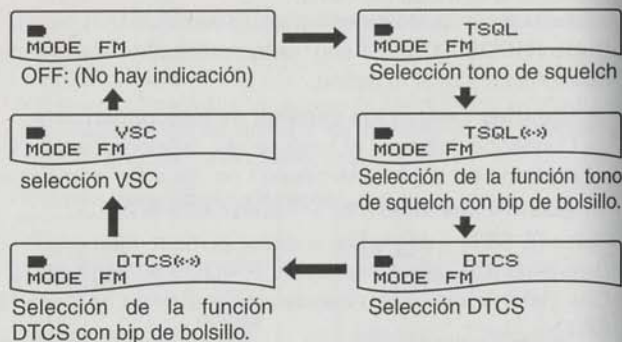 MODE FM
OFF: (No hay indicación)
TSQL
MODE FM
Selección tono de squelch
TSQL(«·»)
MODE FM
Selección de la función tono
de squelch con bip de bolsillo.
DTCS
MODE FM
Selección DTCS
DTCS(«·»)
MODE FM
Selección de la función
DTCS con bip de bolsillo.
VSC
MODE FM
selección VSC